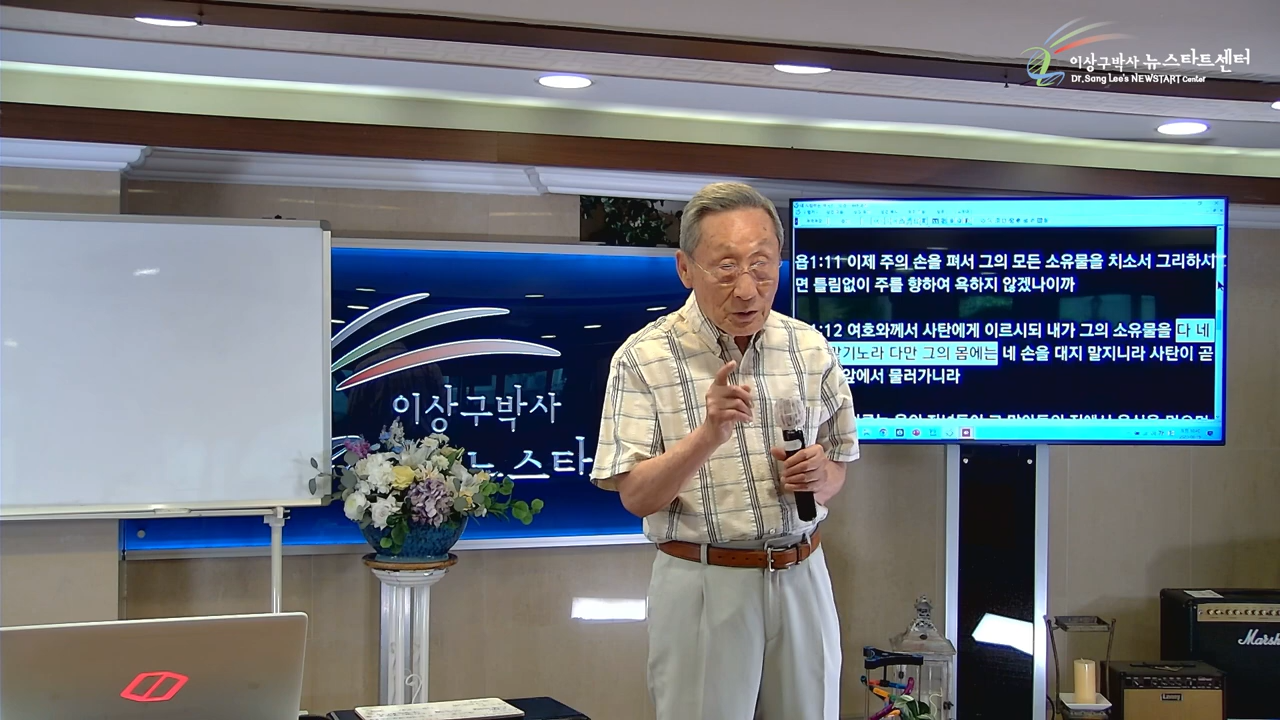 이상구박사 뉴스타트센터
Dr. Sang Lee's NEWSTART Center
욥1:11 이제 주의 손을 펴서 그의 모든 소유물을 치소서 그리하시
면 틀림없이 주를 향하여 욕하지 않겠나이까
1:12 여호와께서 사탄에게 이르시되 내가 그의 소유물을 다 네
맡기노라 다만 그의 몸에는 네 손을 대지 말지니라 사탄이 곧
앞에서 물러가니라
이상구박사
뉴스타
Marsh
Laney